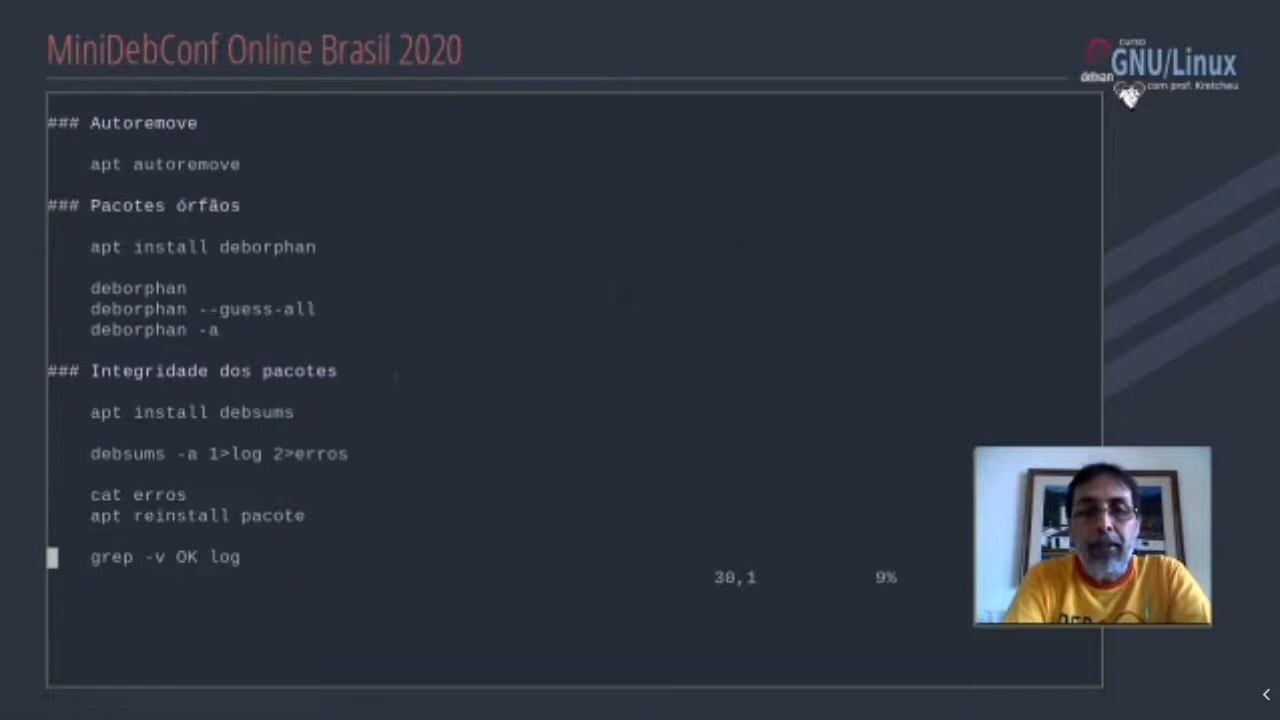 MiniDebConf Online Brasil 2020
curso
GNU/Linux
debian
com prof. Kretcheu
### Autoremove
apt autoremove
### Pacotes órfãos
apt install deborphan
deborphan
deborphan --guess-all
deborphan -a
### Integridade dos pacotes
apt install debsums
debsums -a 1>log 2>erros
cat erros
apt reinstall pacote
grep -v OK log
30,1 9%